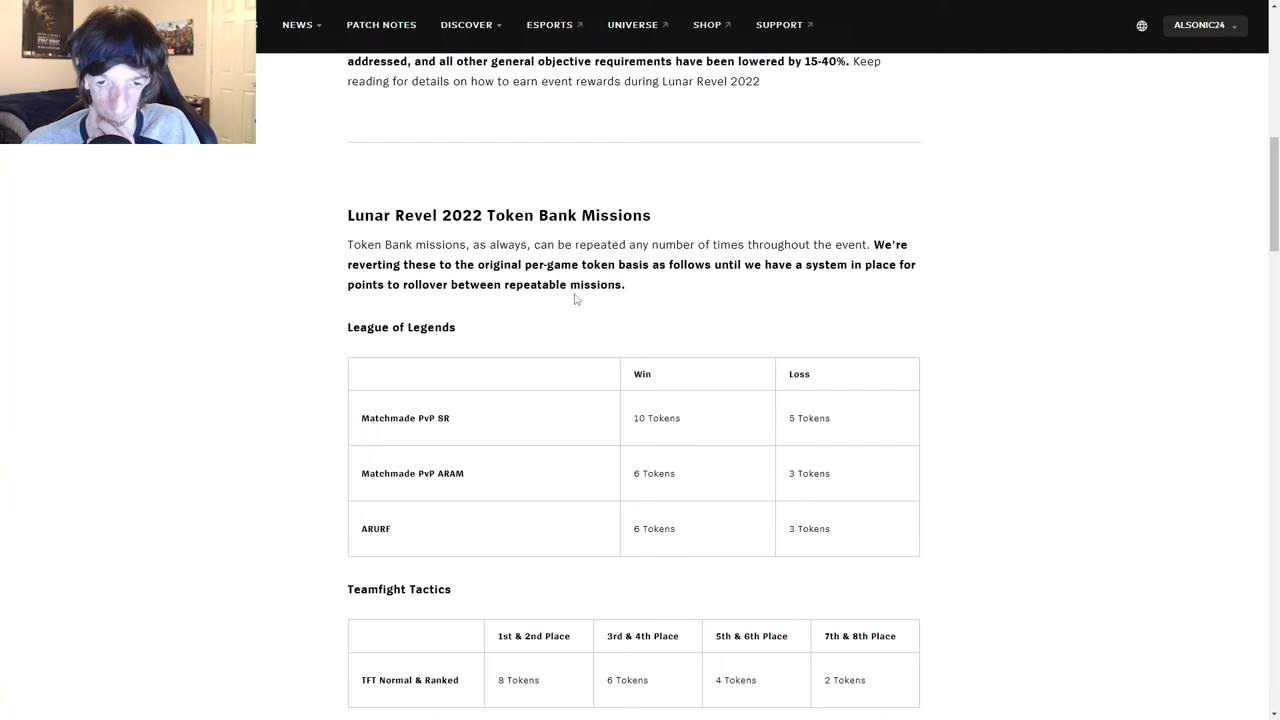 NEWS PATCH NOTES DISCOVER ESPORTS UNIVERSE SHOP SUPPORT ALSONIC24
addressed, and all other general objective requirements have been lowered by 15-40%. Keep
reading for details on how to earn event rewards during Lunar Revel 2022
Lunar Revel 2022 Token Bank Missions
Token Bank missions, as always, can be repeated any number of times throughout the event. We're
reverting these to the original per-game token basis as follows until we have a system in place for
points to rollover between repeatable missions.
League of Legends
Win Loss
Matchmade PvP SR 10 Tokens 5 Tokens
Matchmade PvP ARAM 6 Tokens 3 Tokens
ARURF 6 Tokens 3 Tokens
Teamfight Tactics
1st & 2nd Place 3rd & 4th Place 5th & 6th Place 7th & 8th Place
TFT Normal & Ranked 8 Tokens 6 Tokens 4 Tokens 2 Tokens